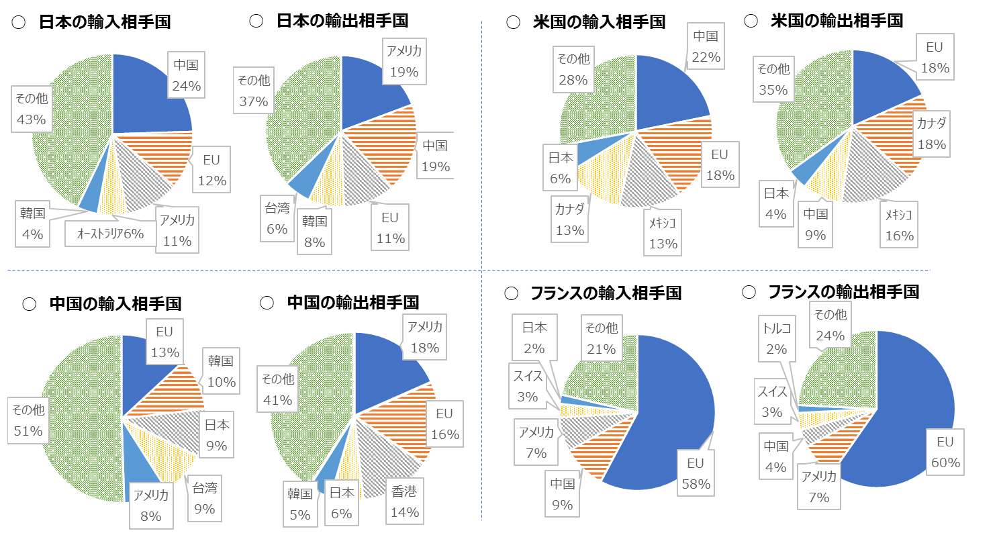 ○ 日本の輸入相手国
中国
24%
EU
12%
ｱﾒﾘｶ
11%
ｵｰｽﾄﾗﾘｱ6%
韓国
4%
その他
43%
○ 日本の輸出相手国
ｱﾒﾘｶ
19%
中国
19%
EU
11%
韓国
8%
台湾
6%
その他
37%
○ 米国の輸入相手国
中国
22%
EU
18%
ﾒｷｼｺ
13%
ｶﾅﾀﾞ
13%
日本
6%
その他
28%
○ 米国の輸出相手国
EU
18%
ｶﾅﾀﾞ
18%
ﾒｷｼｺ
16%
中国
9%
日本
4%
その他
35%
○ 中国の輸入相手国
EU
13%
韓国
10%
日本
9%
台湾
9%
ｱﾒﾘｶ
8%
その他
51%
○ 中国の輸出相手国
ｱﾒﾘｶ
18%
EU
16%
香港
14%
日本
6%
韓国
5%
その他
41%
○ フランスの輸入相手国
EU
58%
中国
9%
ｱﾒﾘｶ
7%
スイス
3%
日本
2%
その他
21%
○ フランスの輸出相手国
EU
60%
ｱﾒﾘｶ
7%
中国
4%
スイス
3%
トルコ
2%
その他
24%